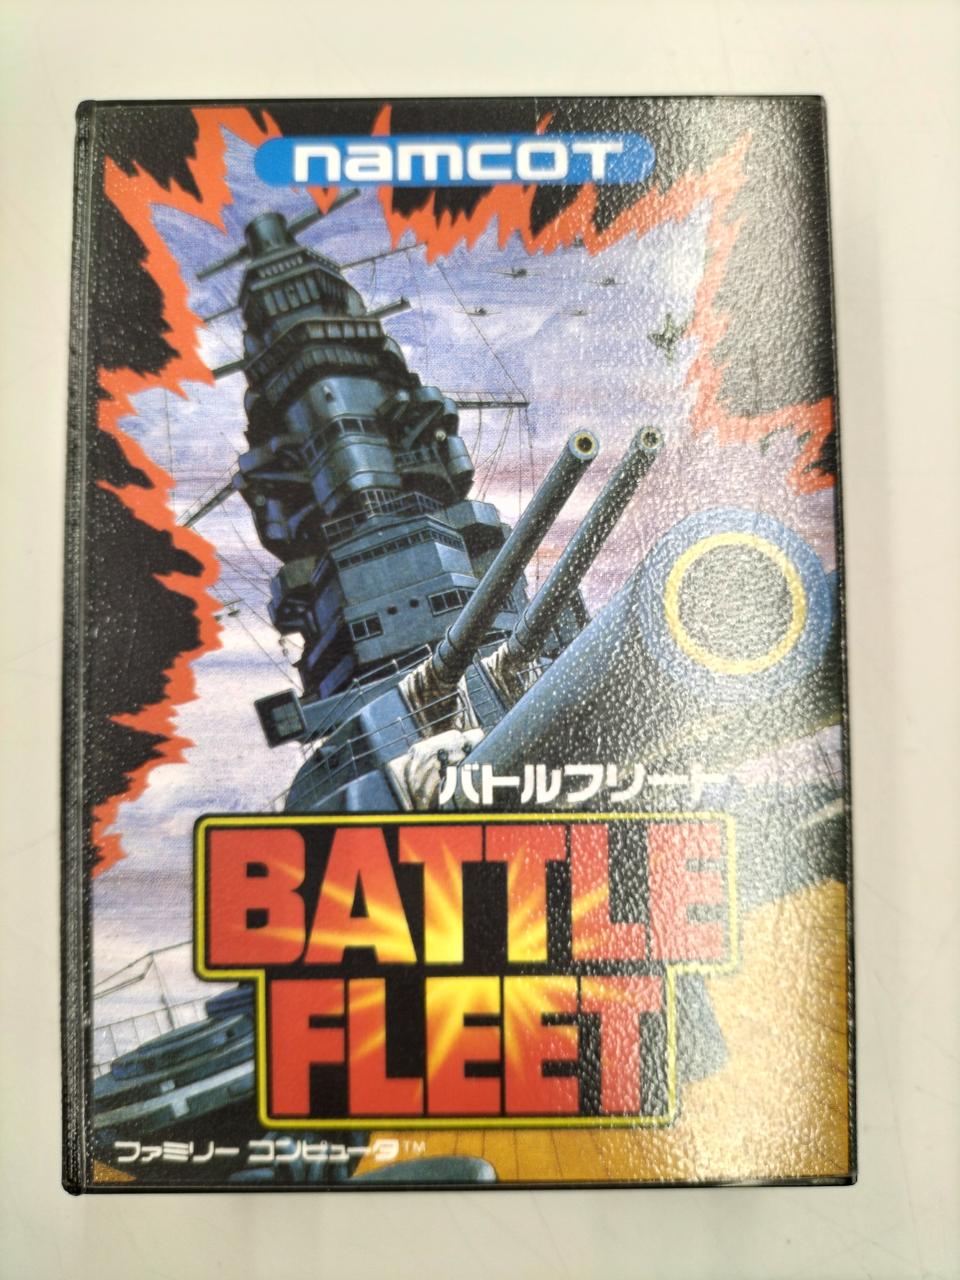 namcot
バトルフリート
BATTLE
FLEET
ファミリー コンピュータ™